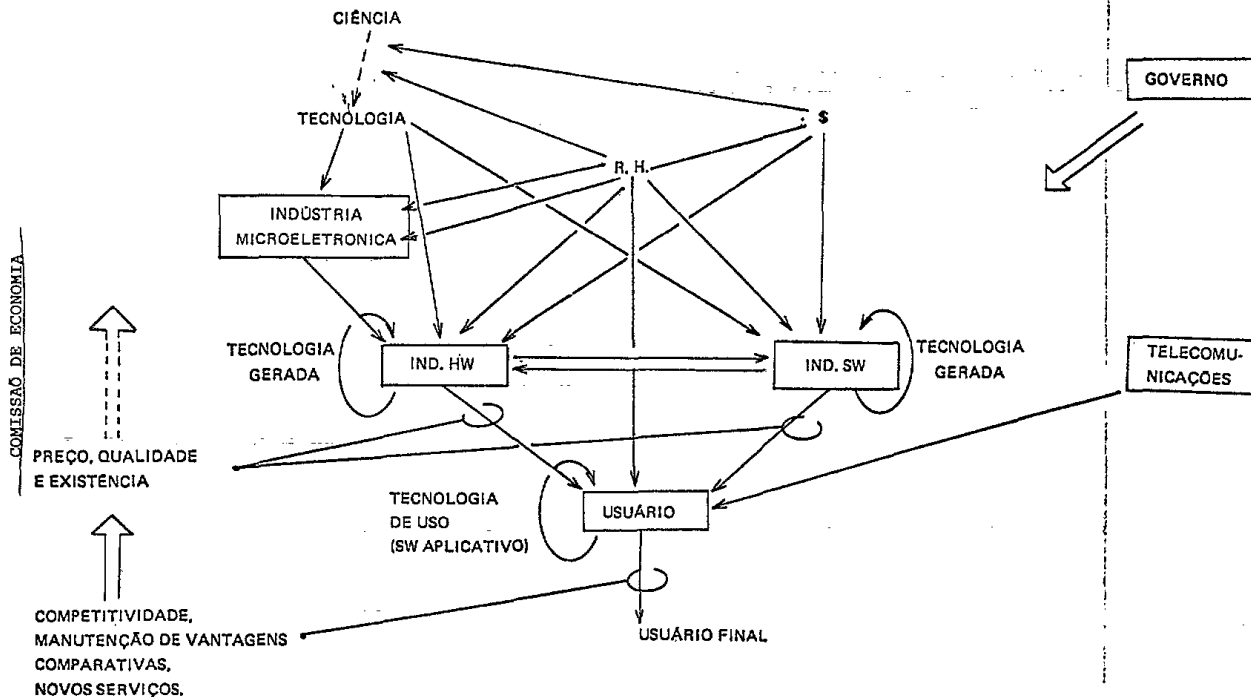 CIÊNCIA
GOVERNO
TECNOLOGIA
$
R. H.
INDÚSTRIA
MICROELETRONICA
COMISSÃO DE ECONOMIA
TECNOLOGIA
GERADA
IND. HW
IND. SW
TECNOLOGIA
GERADA
TELECOMU-
NICAÇÕES
PREÇO, QUALIDADE
E EXISTÊNCIA
TECNOLOGIA
DE USO
(SW APLICATIVO)
USUÁRIO
COMPETITIVIDADE,
MANUTENÇÃO DE VANTAGENS
COMPARATIVAS,
NOVOS SERVIÇOS.
USUÁRIO FINAL